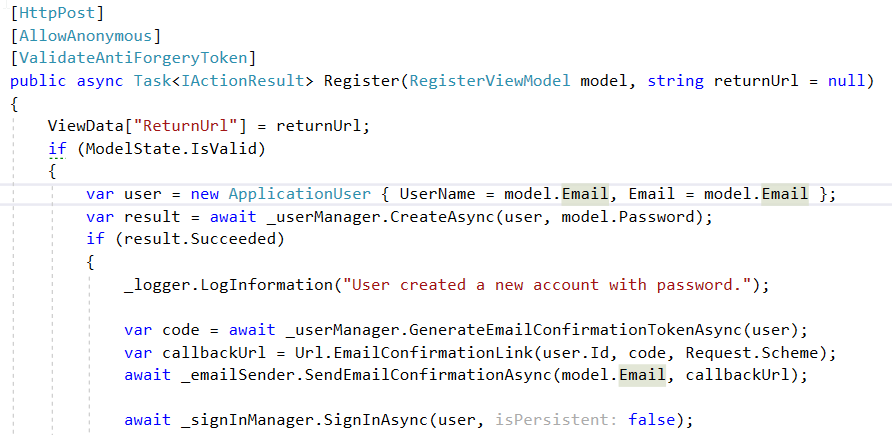 [HttpPost]
[AllowAnonymous]
[ValidateAntiForgeryToken]
public async Task<IActionResult> Register(RegisterViewModel model, string returnUrl = null)
{
ViewData["ReturnUrl"] = returnUrl;
if (ModelState.IsValid)
{
var user = new ApplicationUser { UserName = model.Email, Email = model.Email };
var result = await _userManager.CreateAsync(user, model.Password);
if (result.Succeeded)
{
_logger.LogInformation("User created a new account with password.");
var code = await _userManager.GenerateEmailConfirmationTokenAsync(user);
var callbackUrl = Url.EmailConfirmationLink(user.Id, code, Request.Scheme);
await _emailSender.SendEmailConfirmationAsync(model.Email, callbackUrl);
await _signInManager.SignInAsync(user, isPersistent: false);